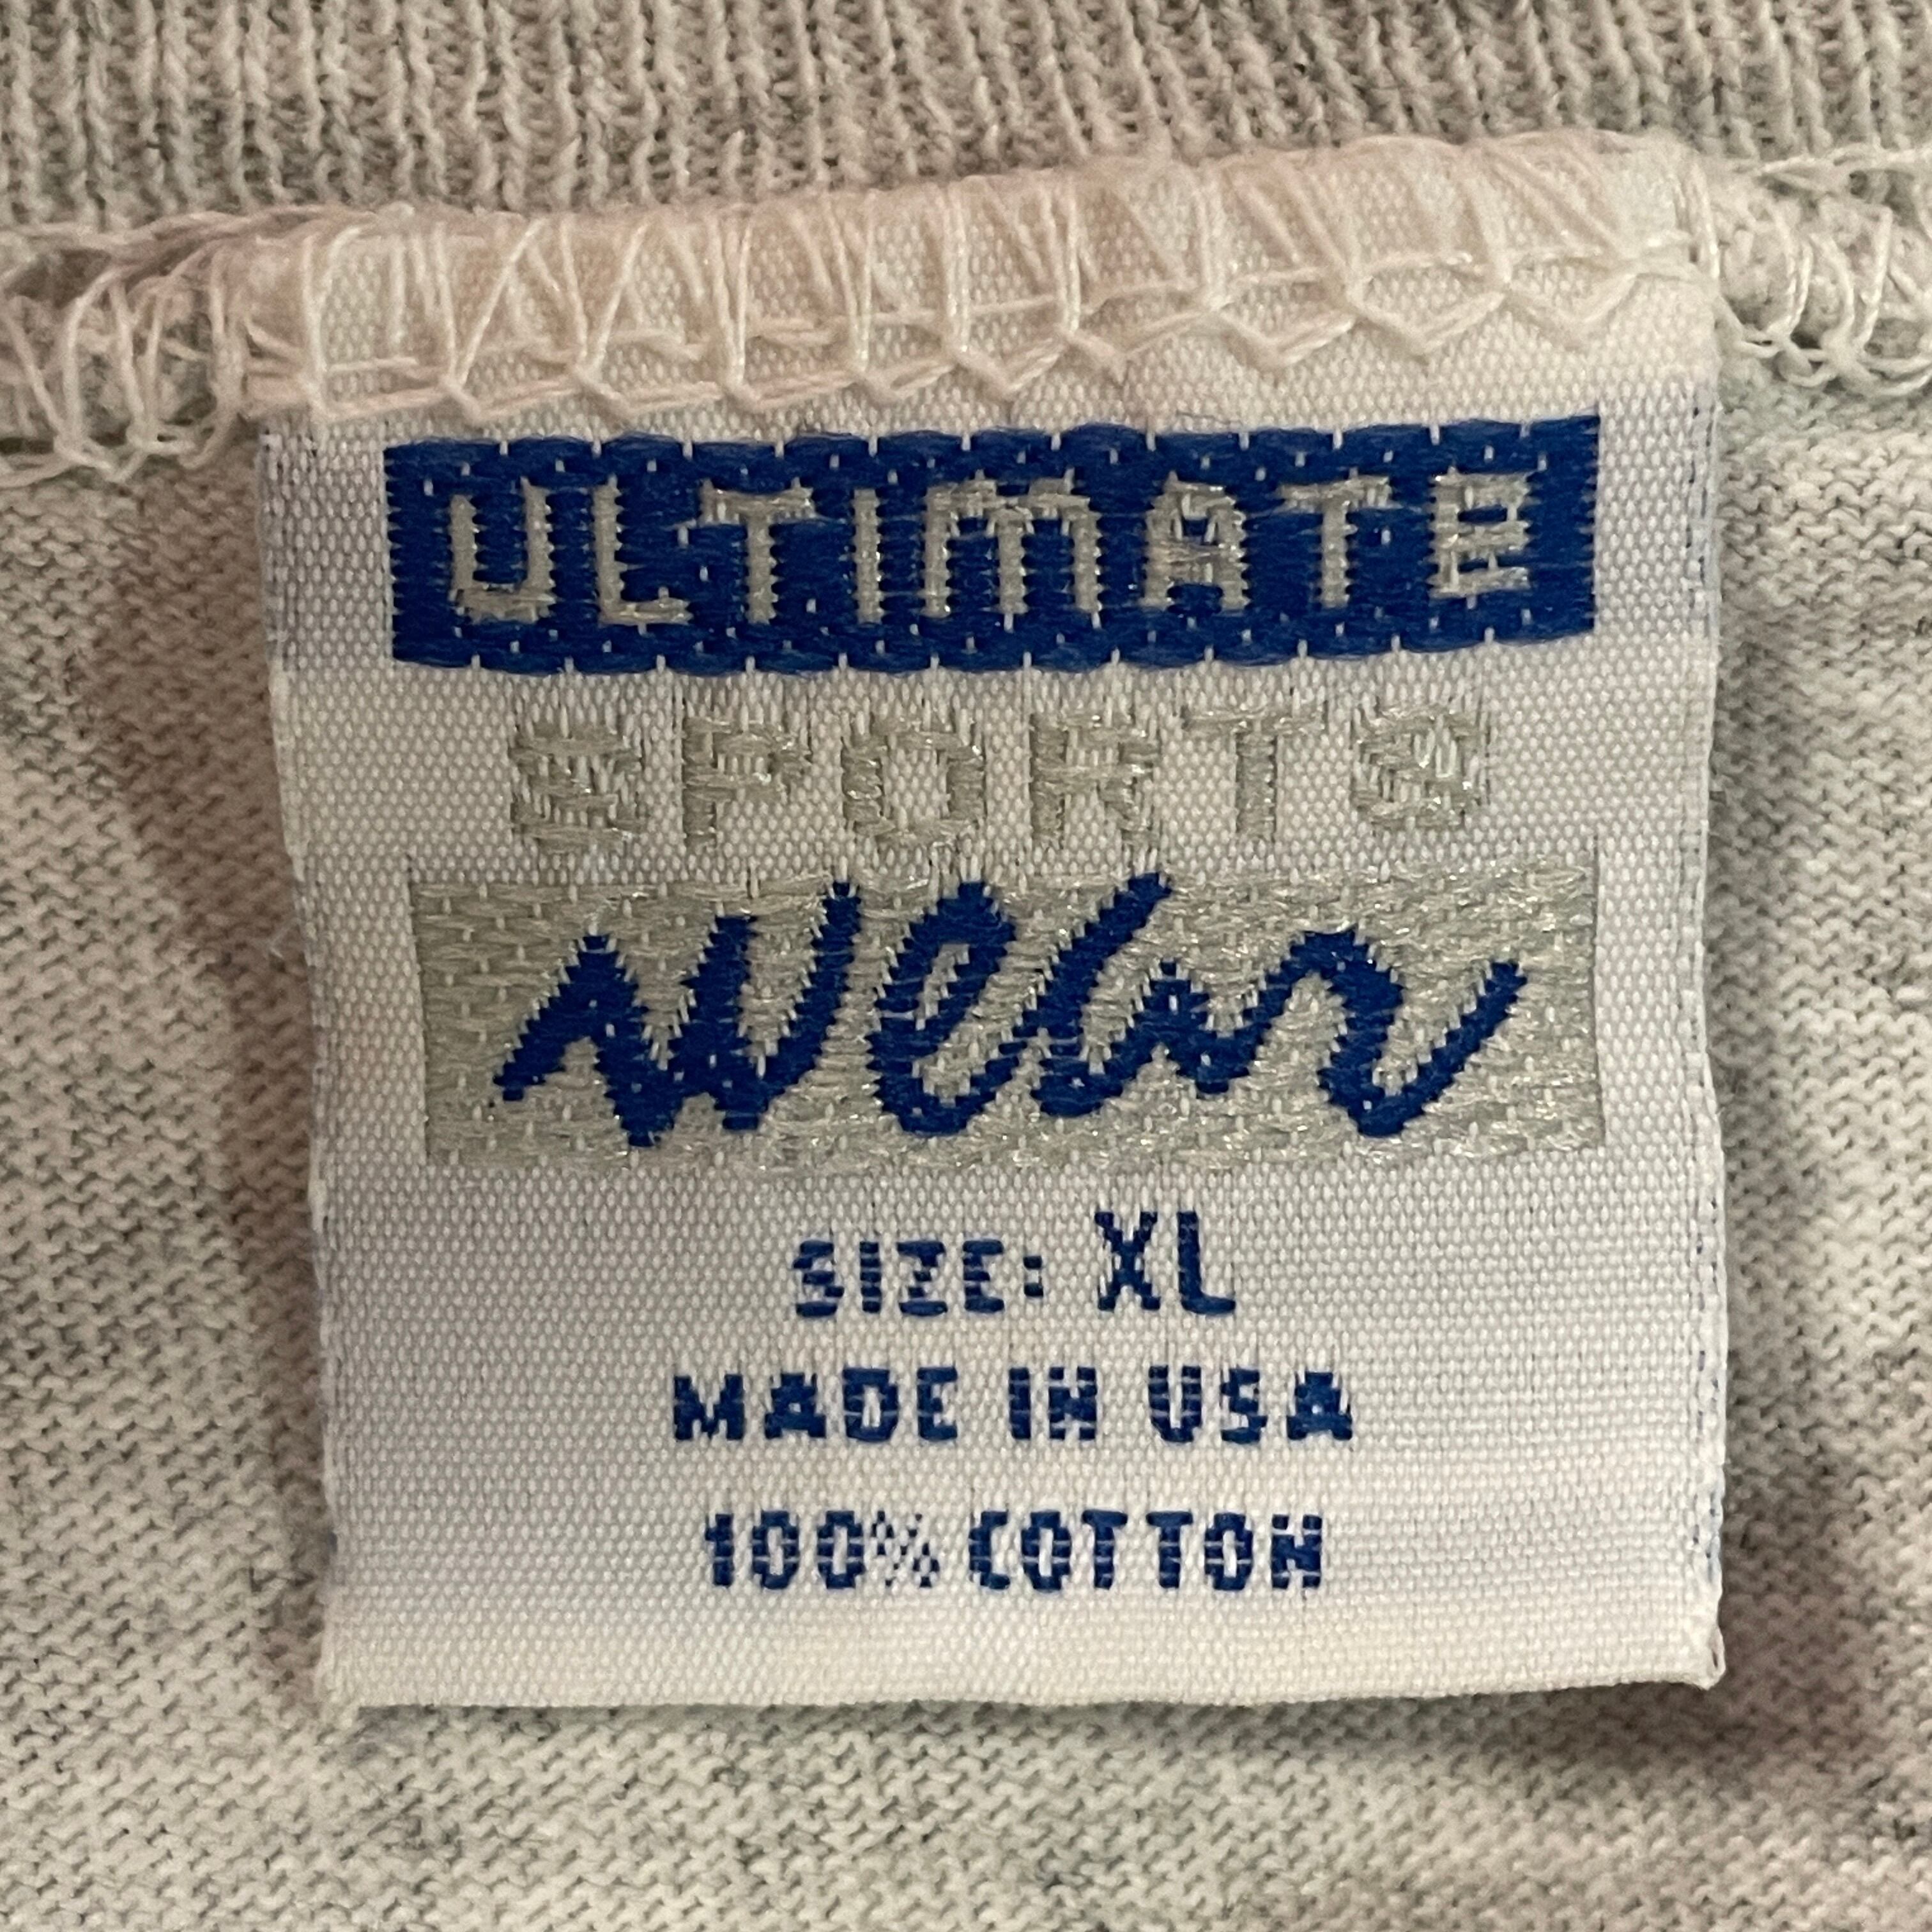 ULTIMATE
SPORTS
Wear
SIZE: XL
MADE IN USA
100% COTTON